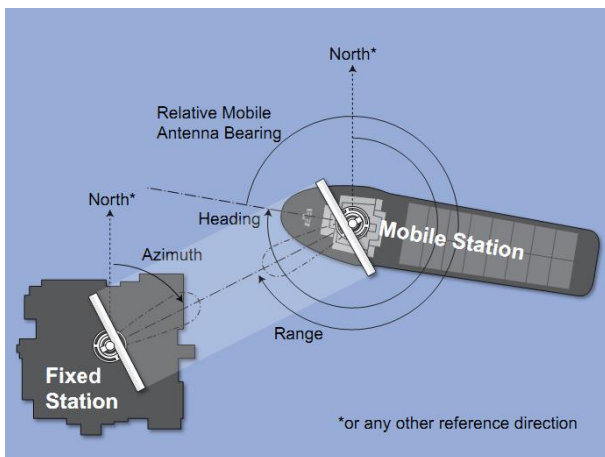 North*
Relative Mobile
Antenna Bearing
North*
Heading
Mobile Station
Azimuth
Range
Fixed
Station
*or any other reference direction